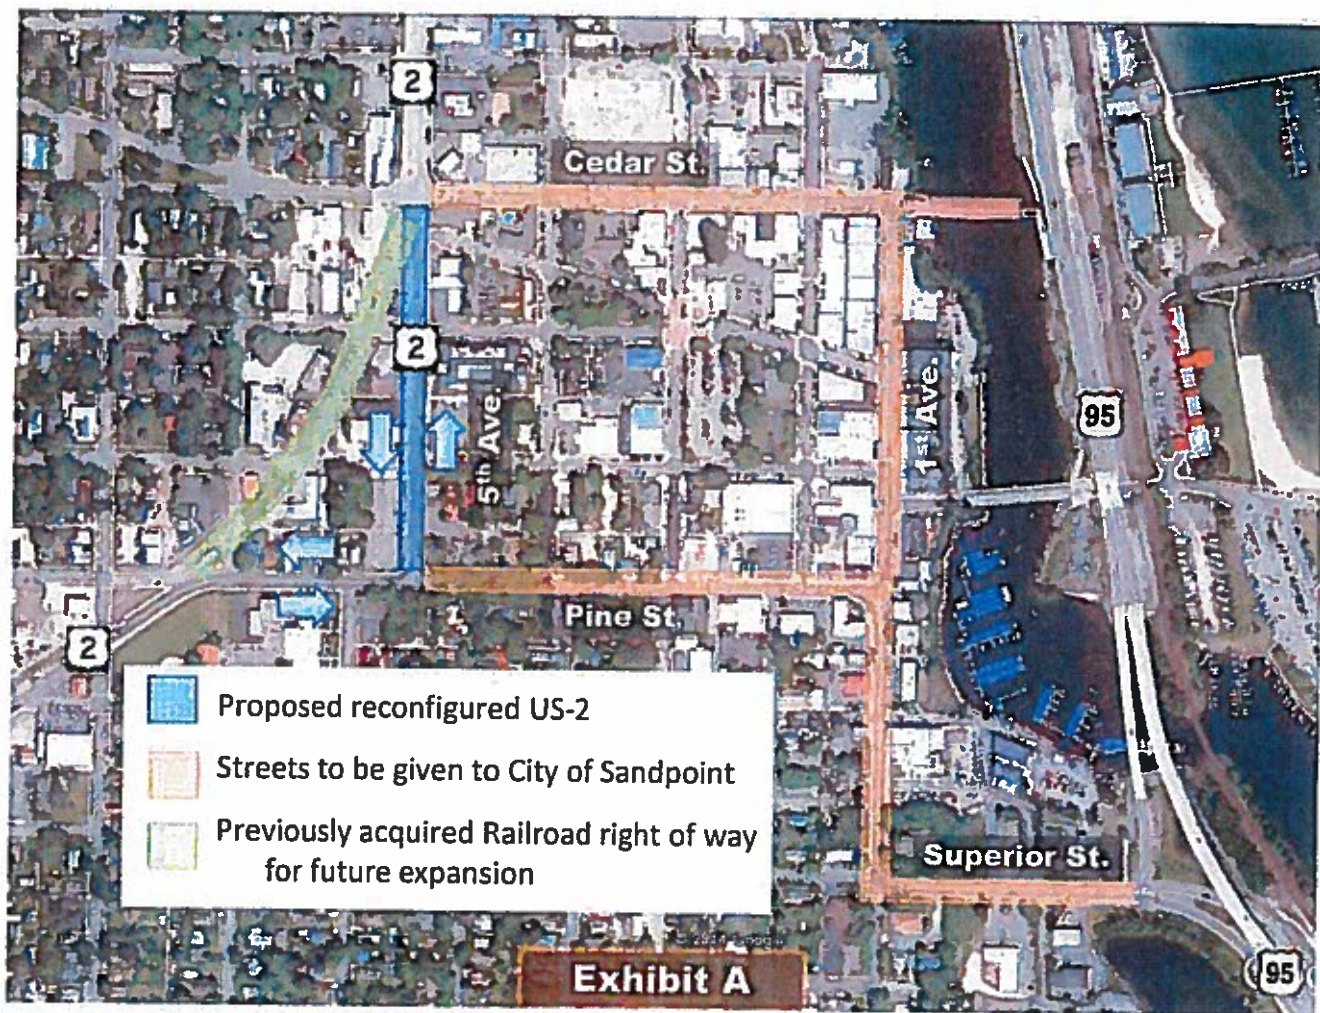 2
Cedar St.
2
5th Ave.
1st Ave.
95
Pine St.
2
Proposed reconfigured US-2
Streets to be given to City of Sandpoint
Previously acquired Railroad right of way
for future expansion
Superior St.
Exhibit A
95